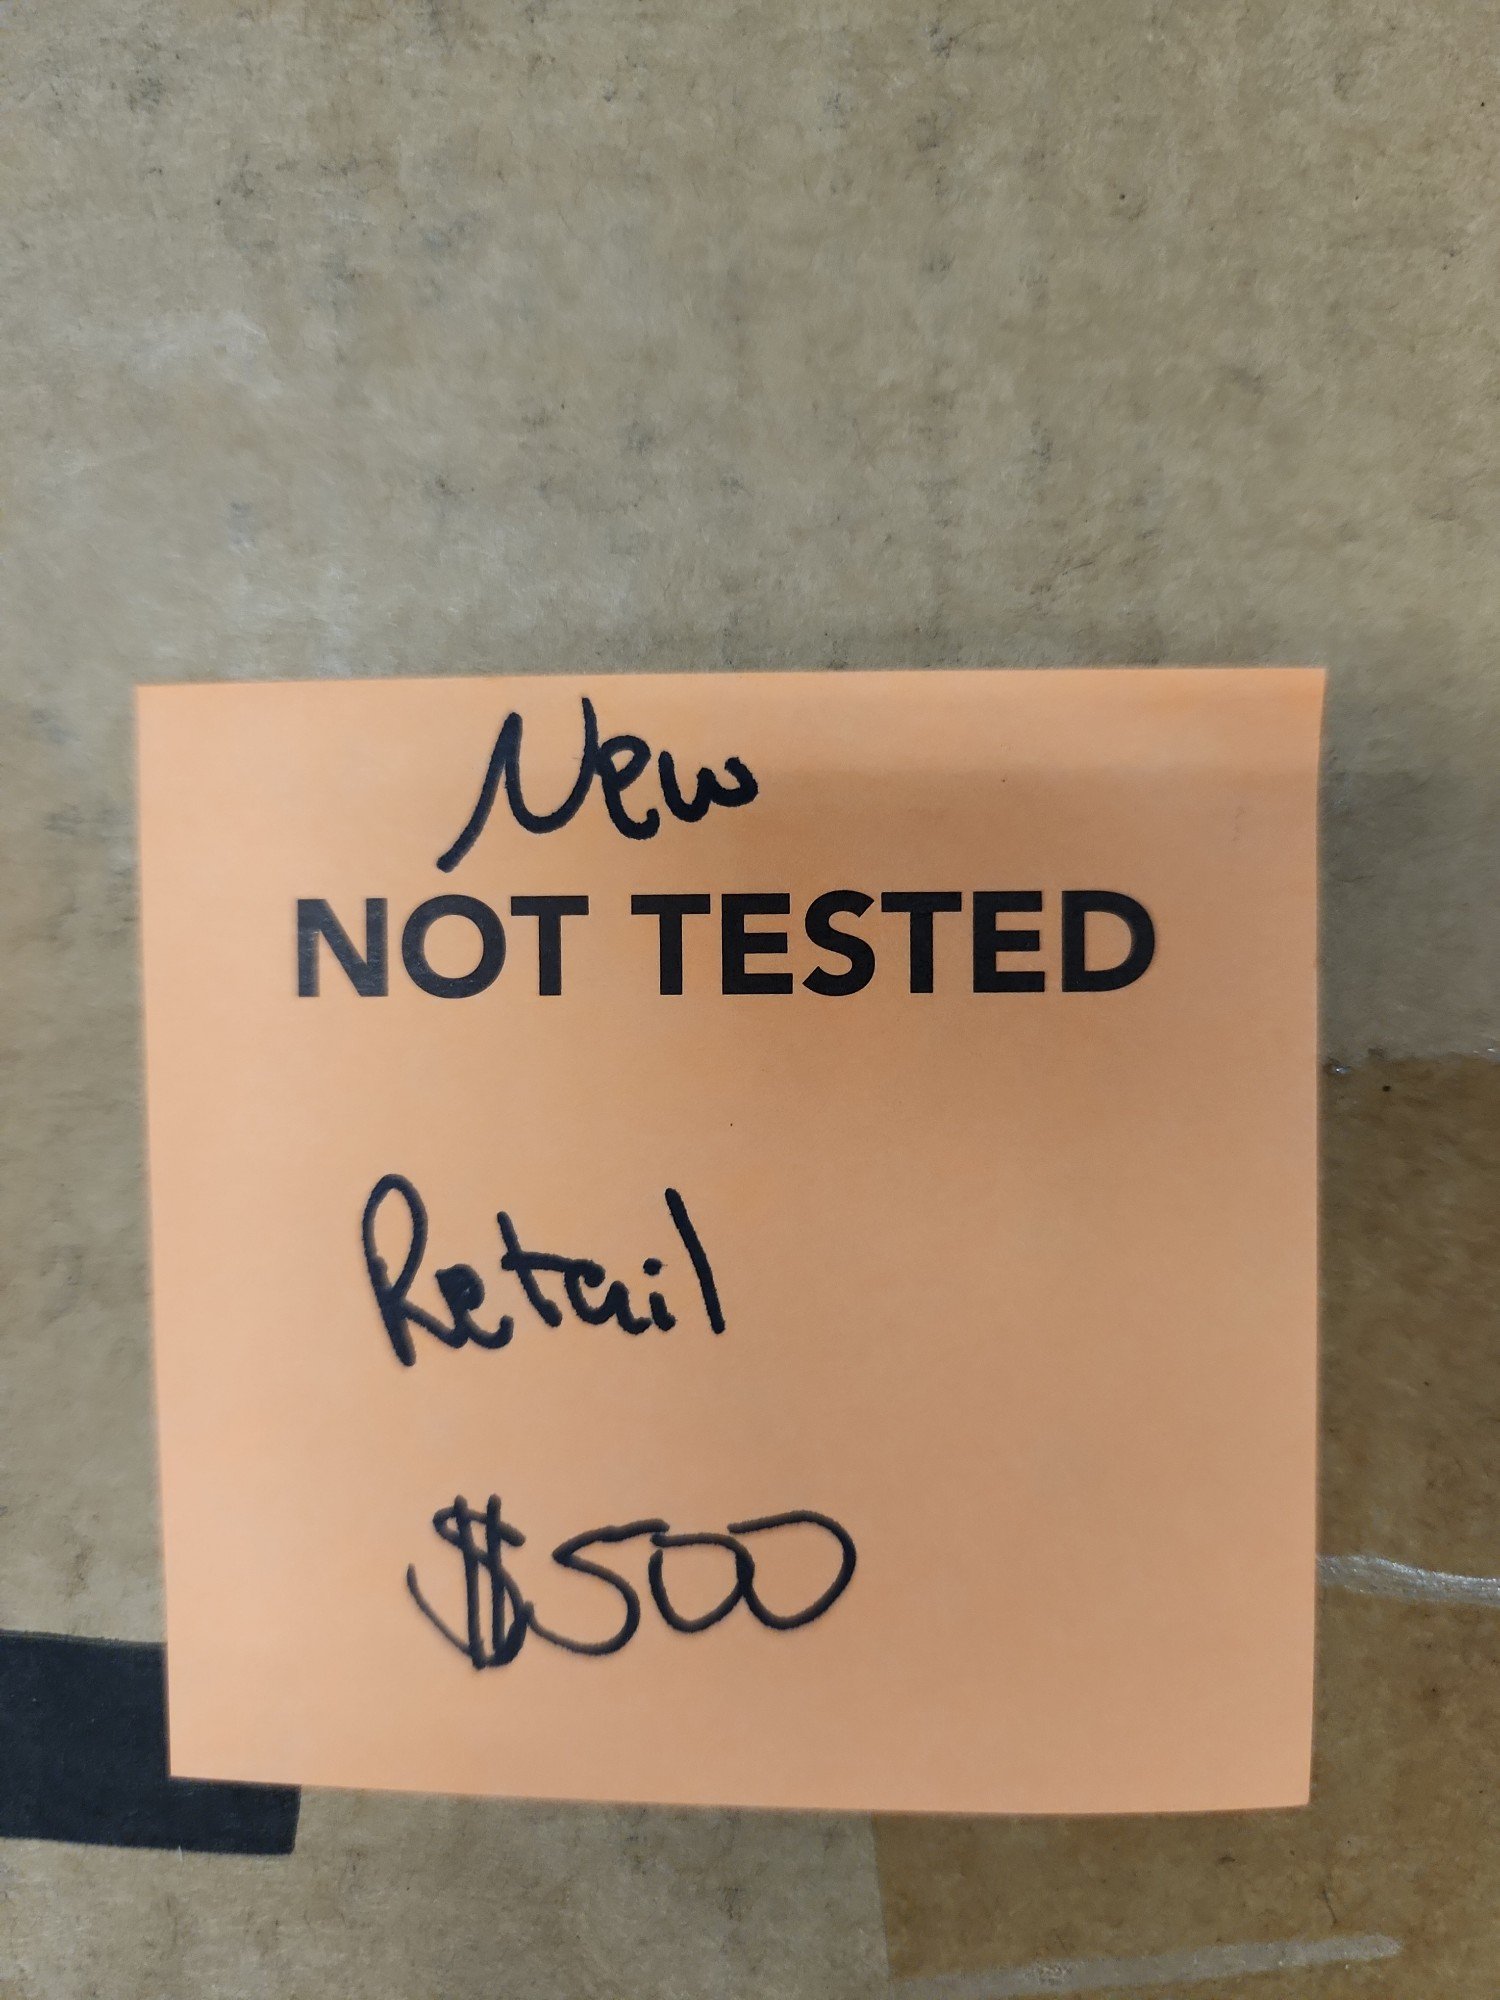 New
NOT TESTED
Retail
$500